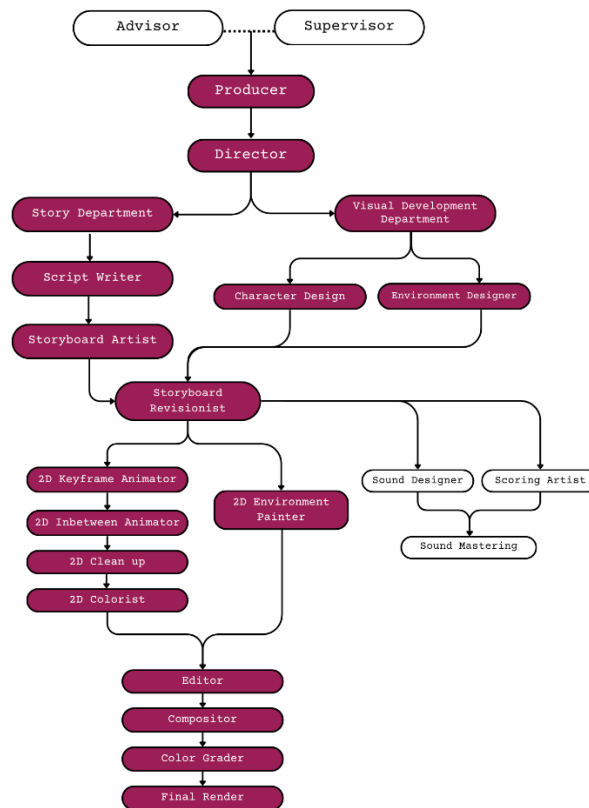 Advisor
Supervisor
Producer
Director
Story Department
Visual Development
Department
Script Writer
Character Design
Environment Designer
Storyboard Artist
Storyboard
Revisionist
2D Keyframe Animator
Sound Designer
Scoring Artist
2D Inbetween Animator
2D Environment
Painter
Sound Mastering
2D Clean up
2D Colorist
Editor
Compositor
Color Grader
Final Render